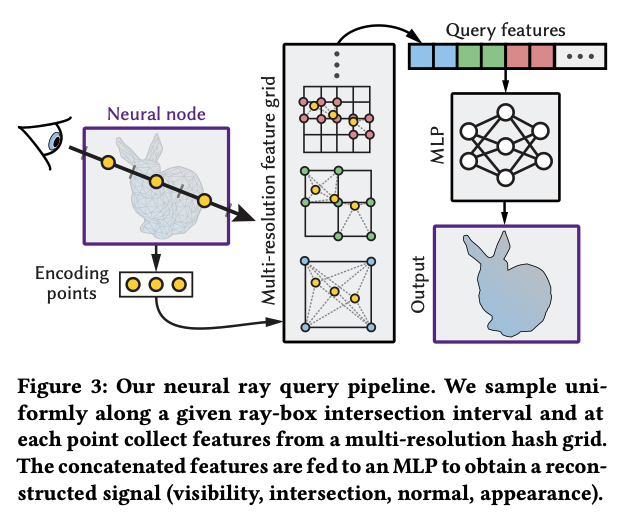 Query features
Neural node
Multi-resolution feature grid
MLP
Encoding
points
Output
Figure 3: Our neural ray query pipeline. We sample uni-
formly along a given ray-box intersection interval and at
each point collect features from a multi-resolution hash grid.
The concatenated features are fed to an MLP to obtain a recon-
structed signal (visibility, intersection, normal, appearance).